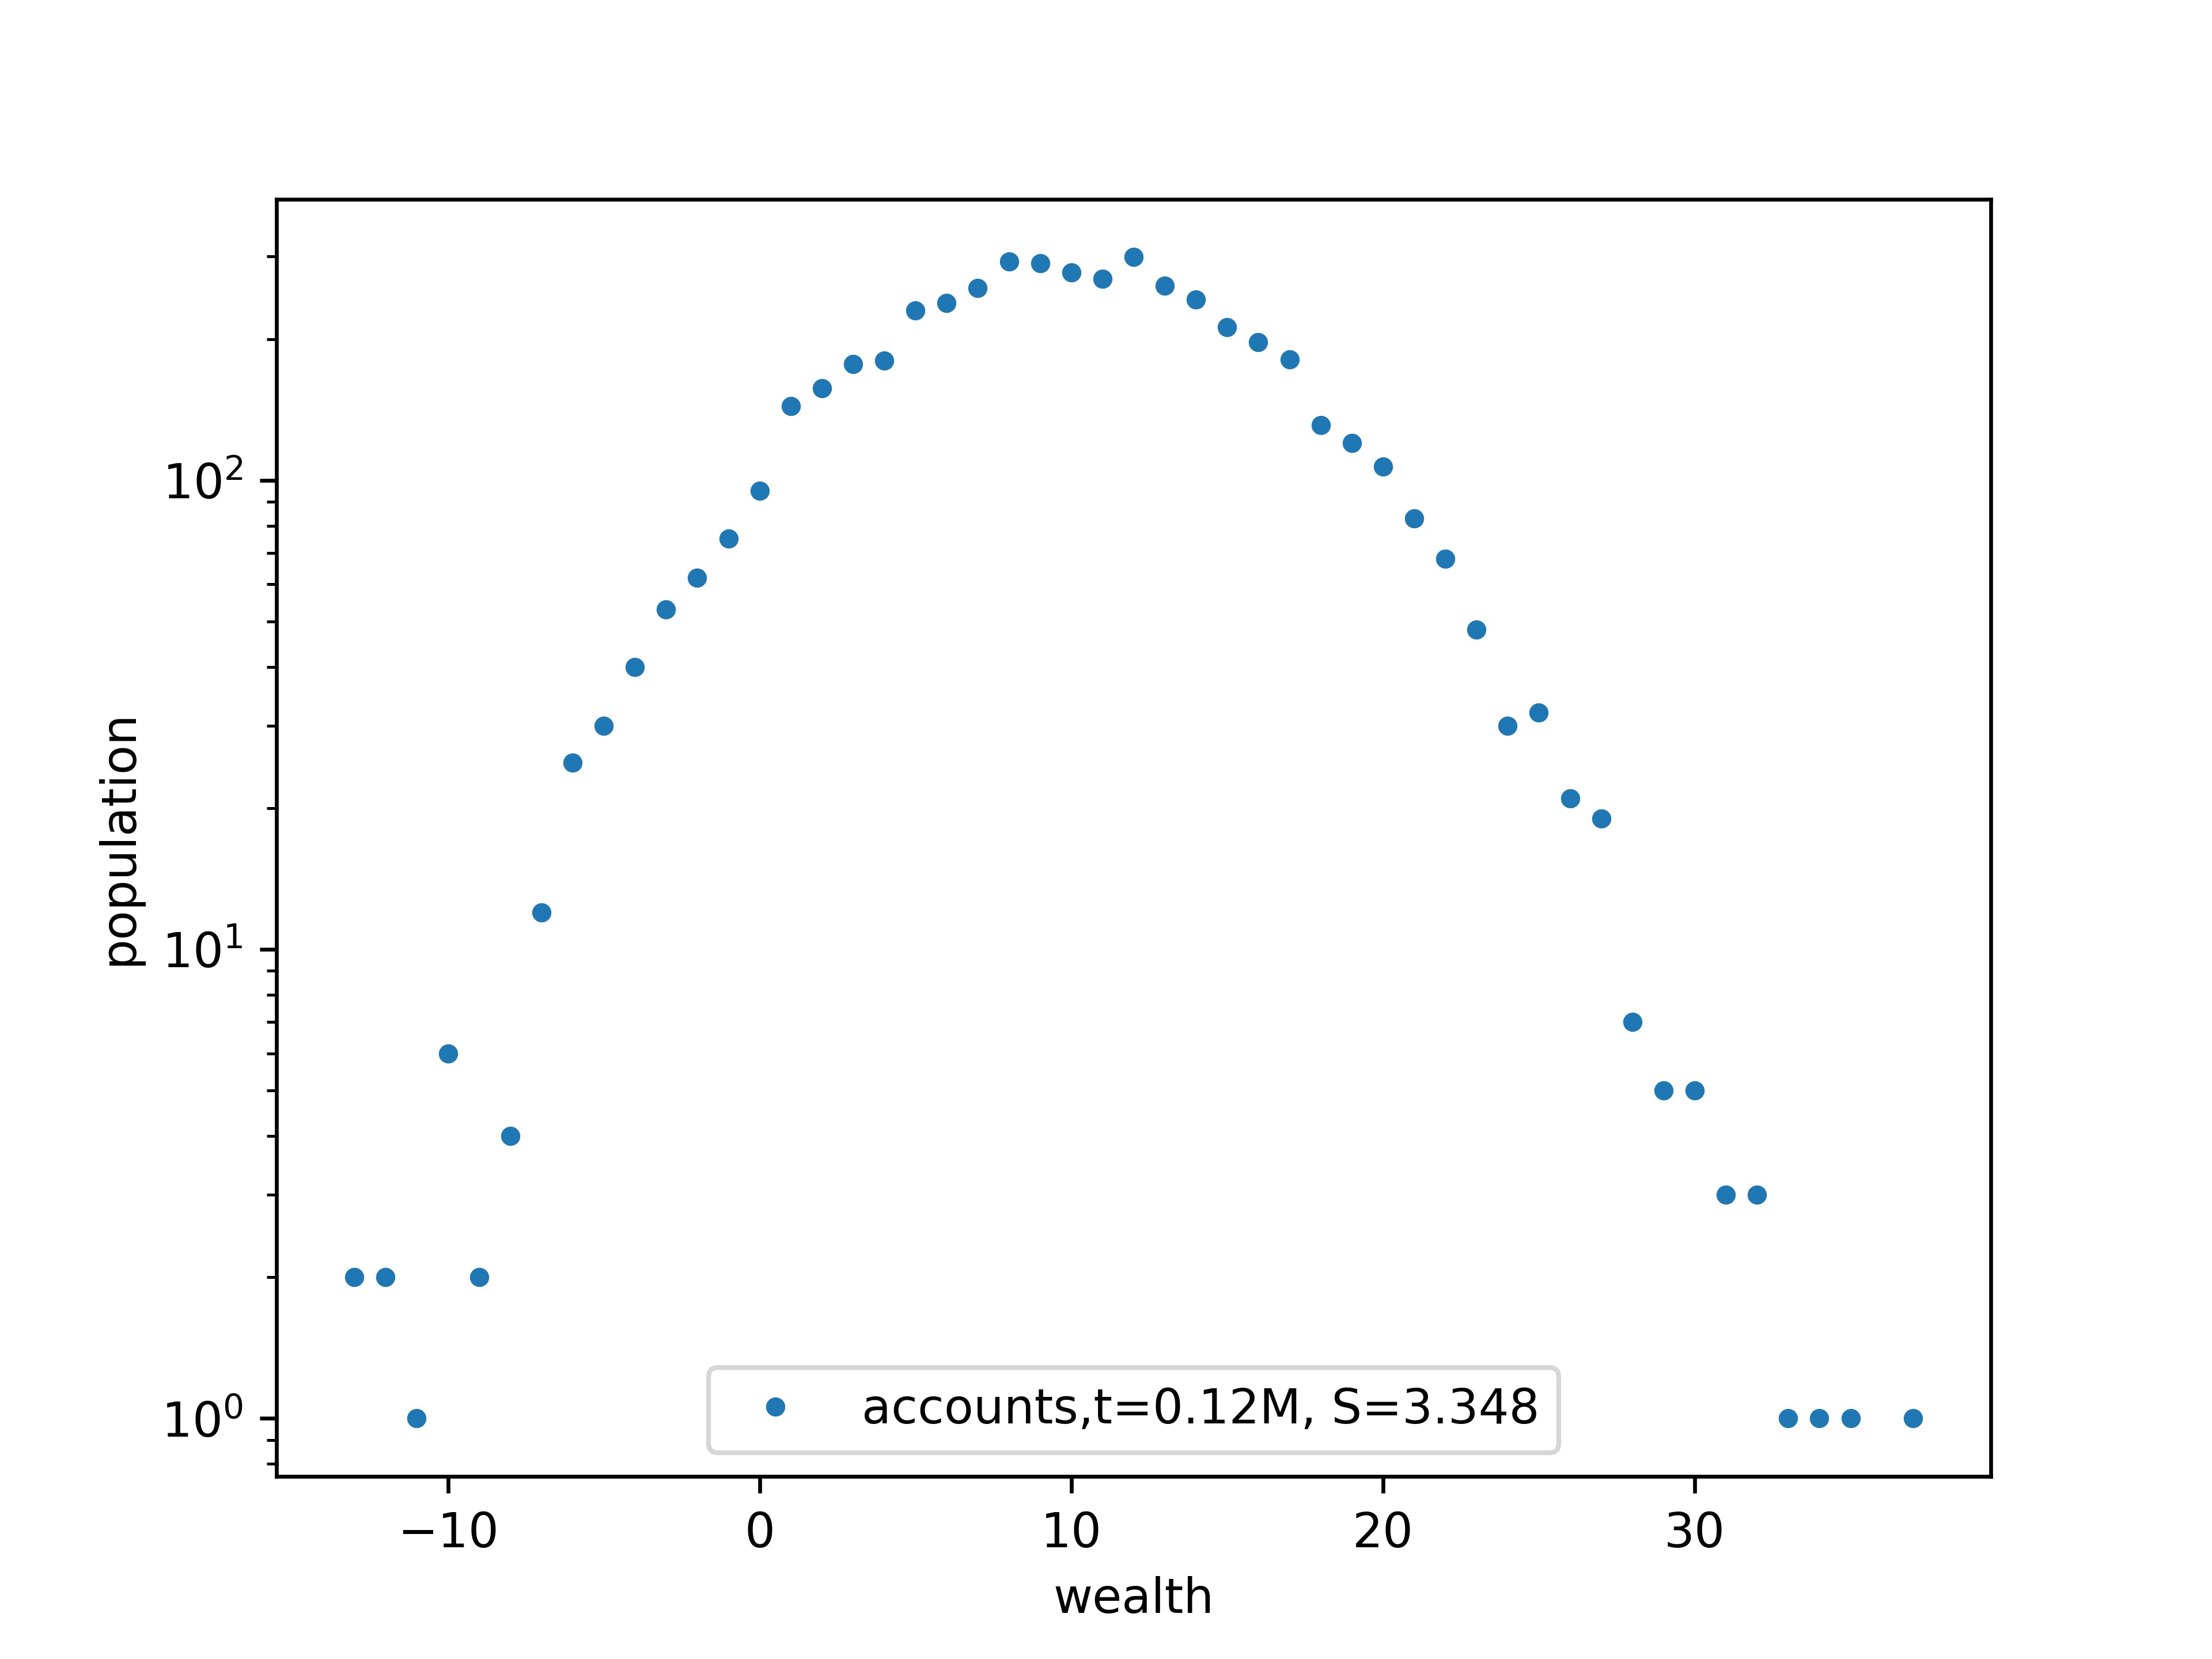 population
10²
10¹
10⁰
accounts,t=0.12M, S=3.348
−10 0 10 20 30
wealth